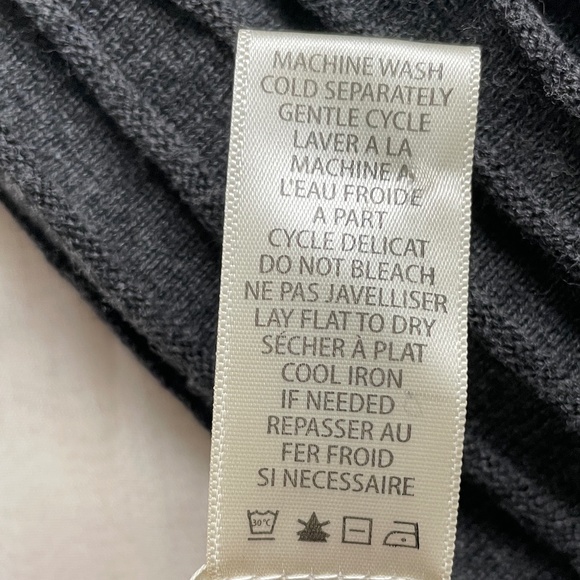 MACHINE WASH
COLD SEPARATELY
GENTLE CYCLE
LAVER A LA
MACHINE A
L'EAU FROIDE
A PART
CYCLE DELICAT
DO NOT BLEACH
NE PAS JAVELLISER
LAY FLAT TO DRY
SÉCHER À PLAT
COOL IRON
IF NEEDED
REPASSER AU
FER FROID
SI NECESSAIRE
30°C